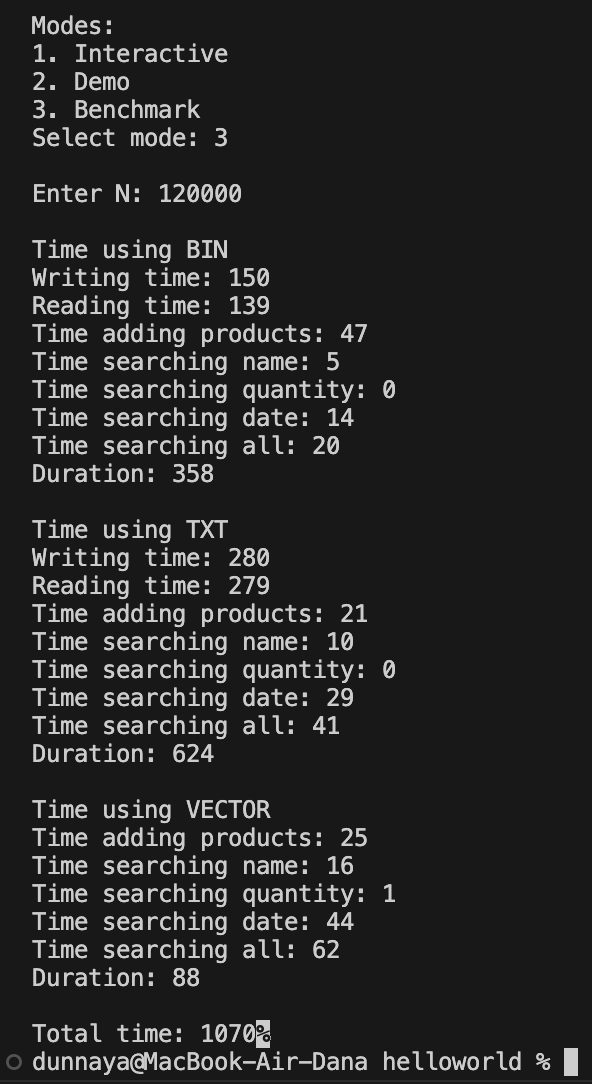 Modes:
1. Interactive
2. Demo
3. Benchmark
Select mode: 3
Enter N: 120000
Time using BIN
Writing time: 150
Reading time: 139
Time adding products: 47
Time searching name: 5
Time searching quantity: 0
Time searching date: 14
Time searching all: 20
Duration: 358
Time using TXT
Writing time: 280
Reading time: 279
Time adding products: 21
Time searching name: 10
Time searching quantity: 0
Time searching date: 29
Time searching all: 41
Duration: 624
Time using VECTOR
Time adding products: 25
Time searching name: 16
Time searching quantity: 1
Time searching date: 44
Time searching all: 62
Duration: 88
Total time: 1070%
dunnaya@MacBook-Air-Dana helloworld %